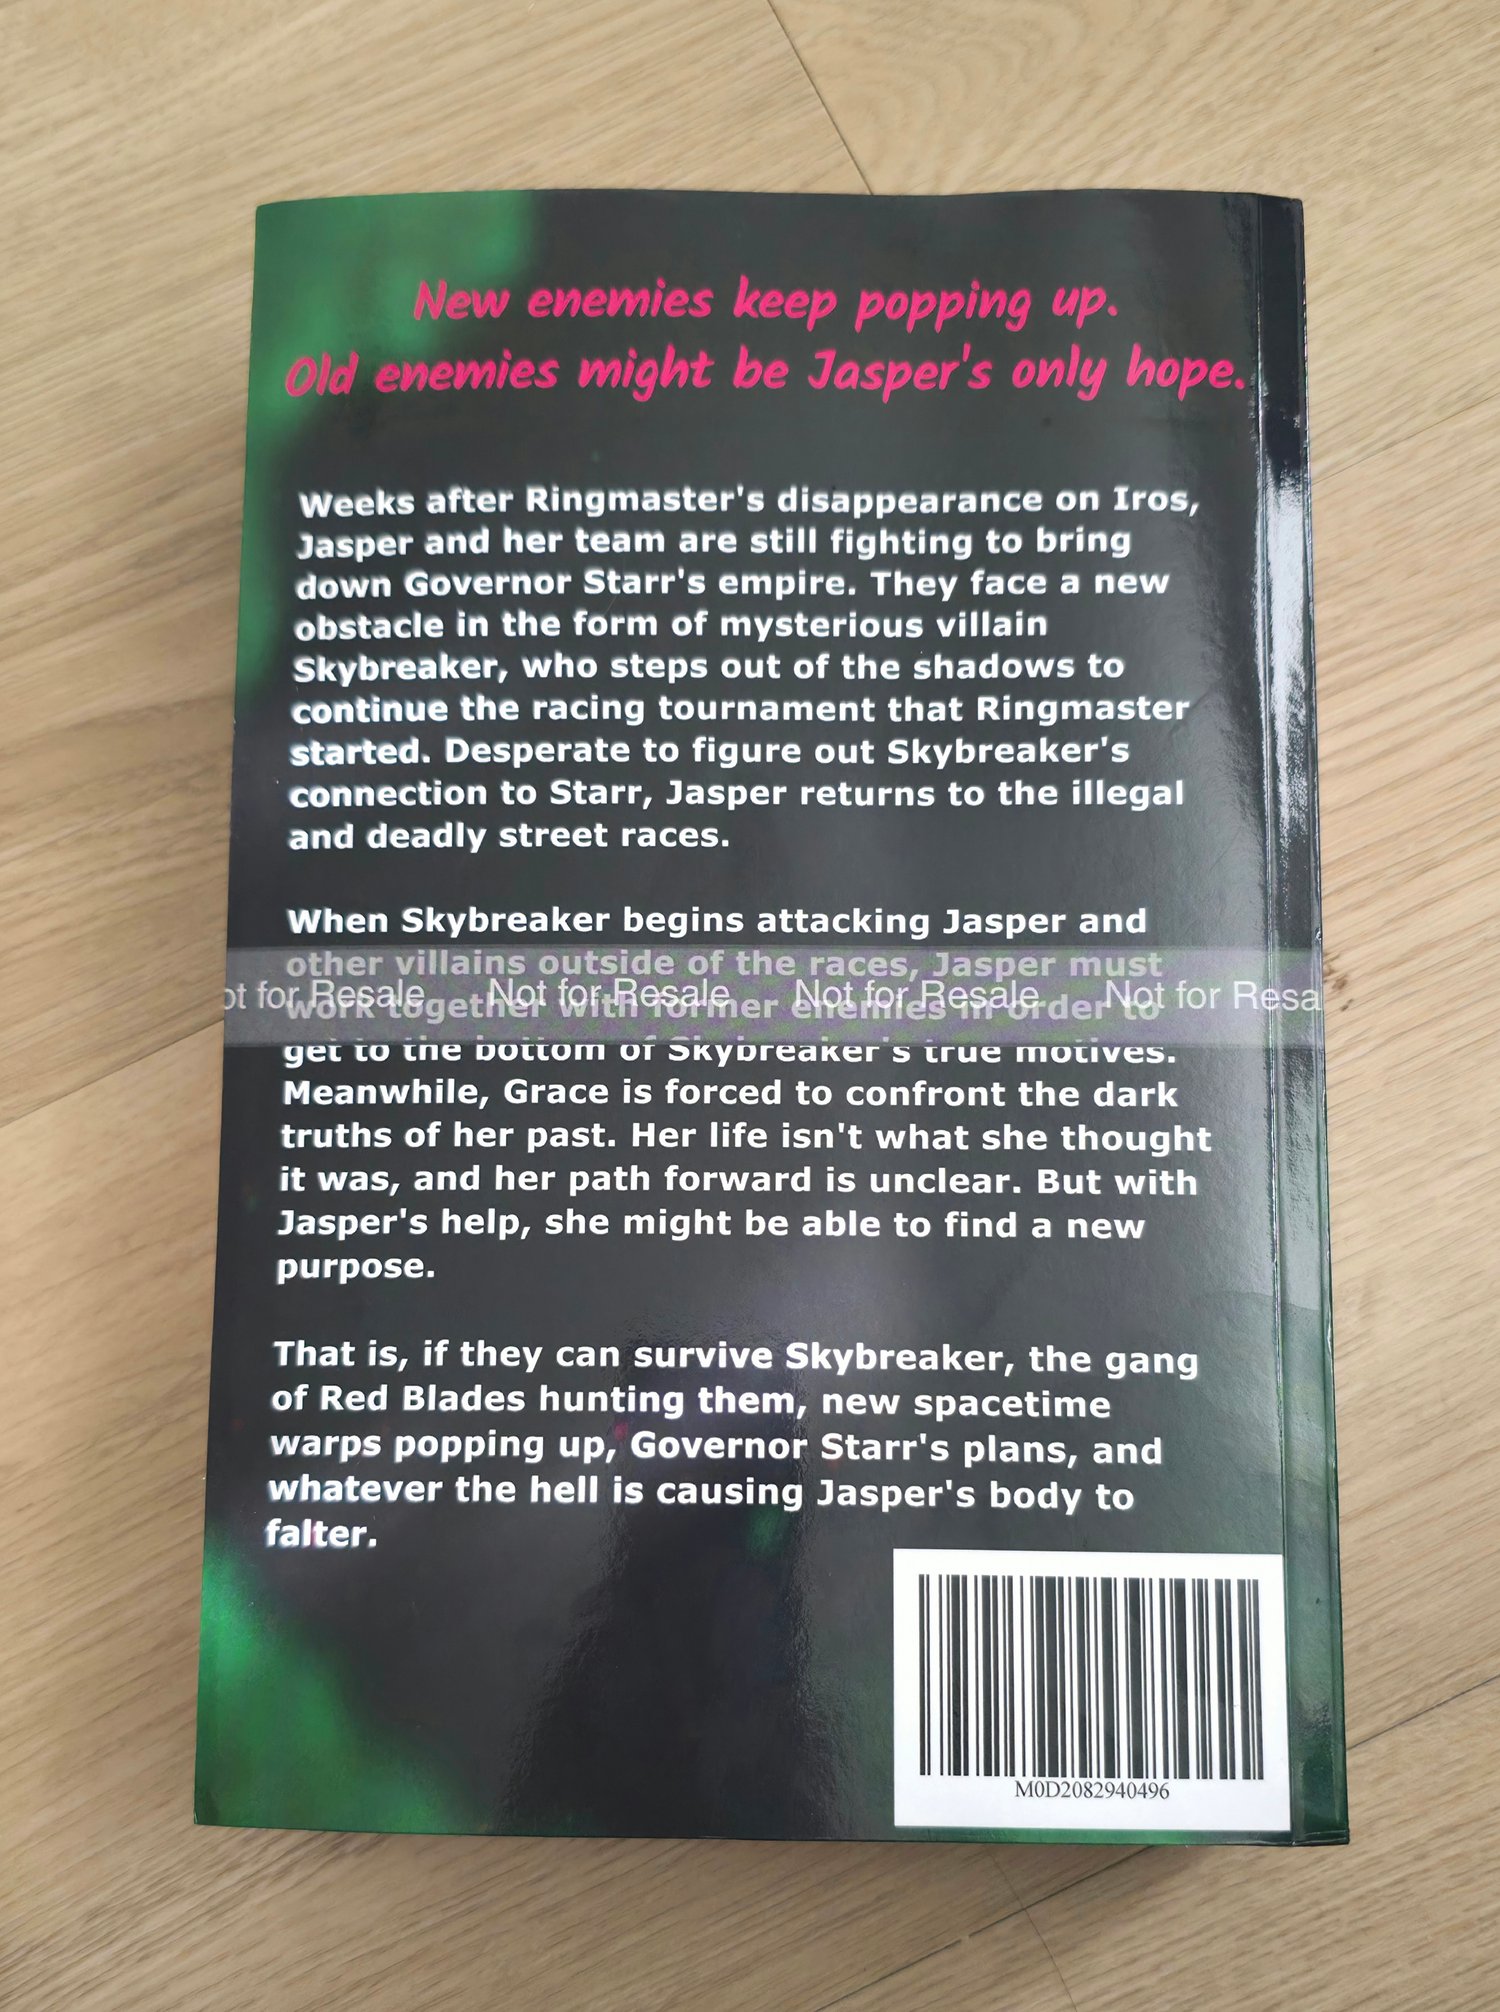 New enemies keep popping up.
Old enemies might be Jasper's only hope.
Weeks after Ringmaster's disappearance on Iros,
Jasper and her team are still fighting to bring
down Governor Starr's empire. They face a new
obstacle in the form of mysterious villain
Skybreaker, who steps out of the shadows to
continue the racing tournament that Ringmaster
started. Desperate to figure out Skybreaker's
connection to Starr, Jasper returns to the illegal
and deadly street races.
When Skybreaker begins attacking Jasper and
other villains outside of the races, Jasper must
ot for Resale Not for Resale Not for Resale Not for Resa
work together with former enemies in order to
get to the bottom of Skybreaker's true motives.
Meanwhile, Grace is forced to confront the dark
truths of her past. Her life isn't what she thought
it was, and her path forward is unclear. But with
Jasper's help, she might be able to find a new
purpose.
That is, if they can survive Skybreaker, the gang
of Red Blades hunting them, new spacetime
warps popping up, Governor Starr's plans, and
whatever the hell is causing Jasper's body to
falter.
M0D2082940496